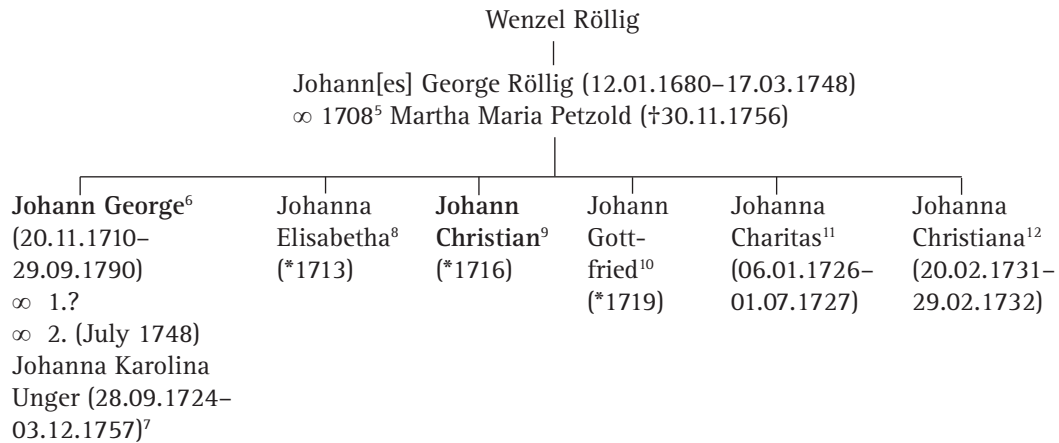 Wenzel Röllig
Johann[es] George Röllig (12.01.1680–17.03.1748)
∞ 1708⁵ Martha Maria Petzold (†30.11.1756)
Johann George⁶
(20.11.1710–
29.09.1790)
∞ 1.?
∞ 2. (July 1748)
Johanna Karolina
Unger (28.09.1724–
03.12.1757)⁷
Johanna
Elisabetha⁸
(*1713)
Johann
Christian⁹
(*1716)
Johann
Gott-
fried¹⁰
(*1719)
Johanna
Charitas¹¹
(06.01.1726–
01.07.1727)
Johanna
Christiana¹²
(20.02.1731–
29.02.1732)